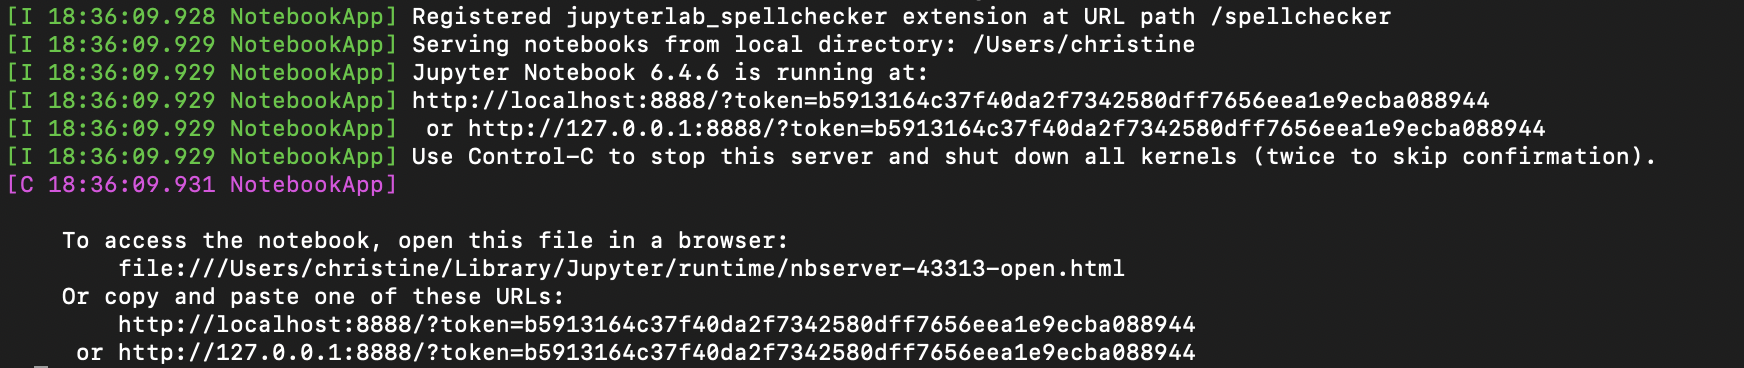 [I 18:36:09.928 NotebookApp] Registered jupyterlab_spellchecker extension at URL path /spellchecker
[I 18:36:09.929 NotebookApp] Serving notebooks from local directory: /Users/christine
[I 18:36:09.929 NotebookApp] Jupyter Notebook 6.4.6 is running at:
[I 18:36:09.929 NotebookApp] http://localhost:8888/?token=b5913164c37f40da2f7342580dff7656eea1e9ecba088944
[I 18:36:09.929 NotebookApp]  or http://127.0.0.1:8888/?token=b5913164c37f40da2f7342580dff7656eea1e9ecba088944
[I 18:36:09.929 NotebookApp] Use Control-C to stop this server and shut down all kernels (twice to skip confirmation).
[C 18:36:09.931 NotebookApp]
To access the notebook, open this file in a browser:
file:///Users/christine/Library/Jupyter/runtime/nbserver-43313-open.html
Or copy and paste one of these URLs:
http://localhost:8888/?token=b5913164c37f40da2f7342580dff7656eea1e9ecba088944
or http://127.0.0.1:8888/?token=b5913164c37f40da2f7342580dff7656eea1e9ecba088944